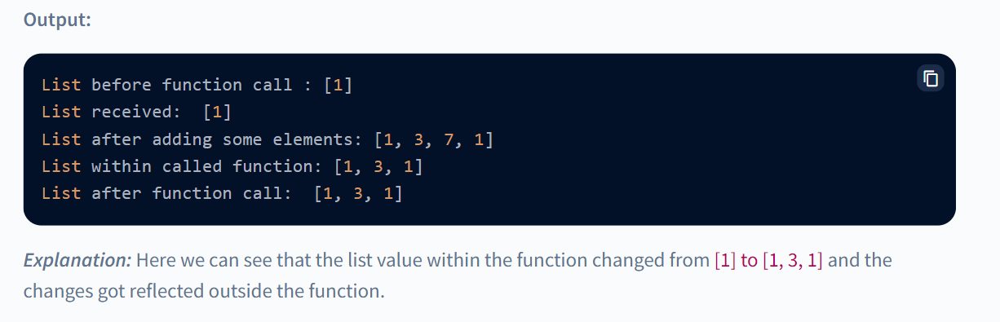 Output:
List before function call : [1]
List received:  [1]
List after adding some elements: [1, 3, 7, 1]
List within called function: [1, 3, 1]
List after function call:  [1, 3, 1]
Explanation: Here we can see that the list value within the function changed from [1] to [1, 3, 1] and the
changes got reflected outside the function.